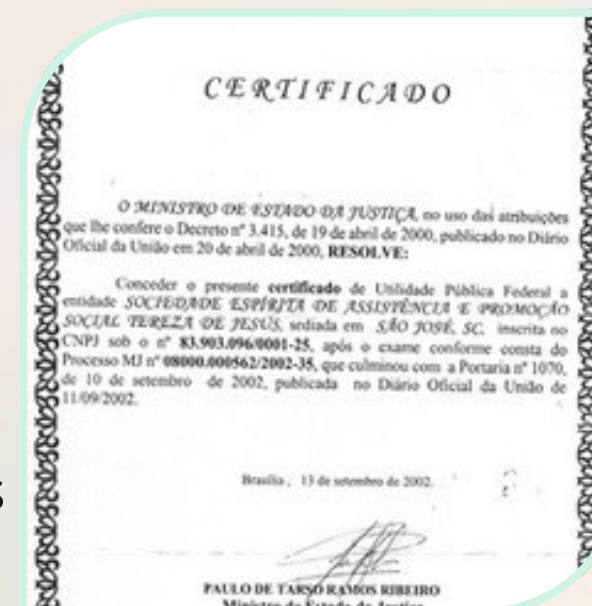 CERTIFICADO
O MINISTRO DE ESTADO DA JUSTIÇA, no uso das atribuições
que lhe confere o Decreto nº 3.415, de 19 de abril de 2000, publicado no Diário
Oficial da União em 20 de abril de 2000, RESOLVE:
Conceder o presente certificado de Utilidade Pública Federal a
entidade SOCIEDADE ESPÍRITA DE ASSISTÊNCIA E PROMOÇÃO
SOCIAL TEREZA DE JESUS, sediada em SÃO JOSÉ, SC, inscrita no
CNPJ sob o nº 83.903.096/0001-25, após o exame conforme consta do
Processo MJ nº 08000.000562/2002-35, que culminou com a Portaria nº 1070,
de 10 de setembro de 2002, publicada no Diário Oficial da União de
11/09/2002.
s
Brasília, 13 de setembro de 2002.
PAULO DE TARSO RAMOS RIBEIRO
Ministro de Estado da Justiça